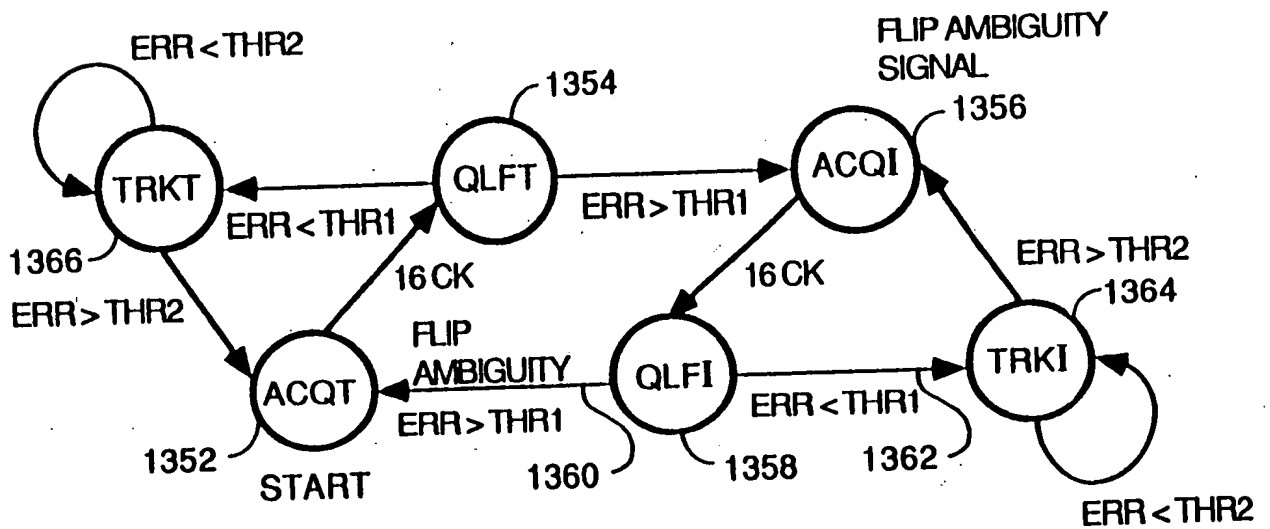 ERR < THR2
FLIP AMBIGUITY
SIGNAL
1354
1356
TRKT
QLFT
ACQI
ERR < THR1
ERR > THR1
1366
16 CK
16 CK
ERR > THR2
1364
ERR > THR2
FLIP
AMBIGUITY
ACQT
QLFI
TRKI
ERR > THR1
ERR < THR1
1352
1360
1358
1362
START
ERR < THR2